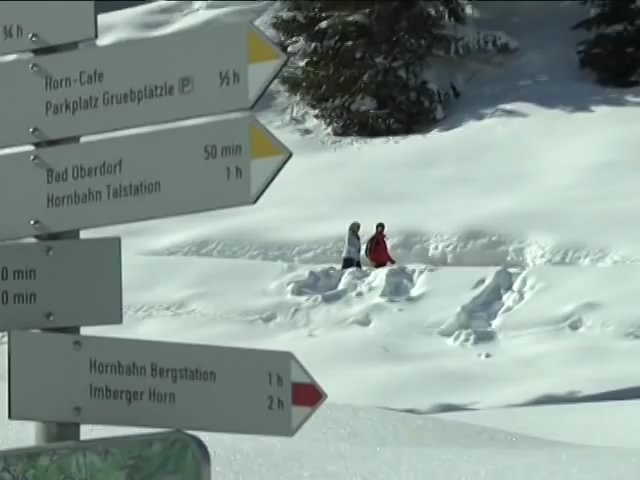 ¾ h
Horn-Cafe
Parkplatz Gruebplätzle P ½ h
Bad Oberdorf 50 min
Hornbahn Talstation 1 h
0 min
0 min
Hornbahn Bergstation 1 h
Imberger Horn 2 h